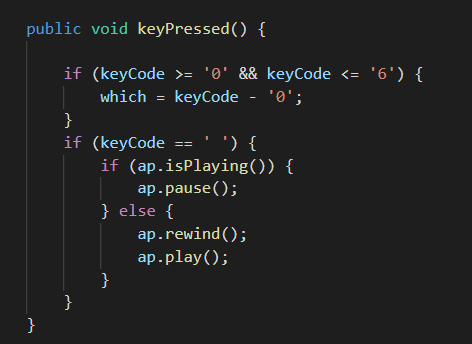 public void keyPressed() {
if (keyCode >= '0' && keyCode <= '6') {
which = keyCode - '0';
}
if (keyCode == ' ') {
if (ap.isPlaying()) {
ap.pause();
} else {
ap.rewind();
ap.play();
}
}
}